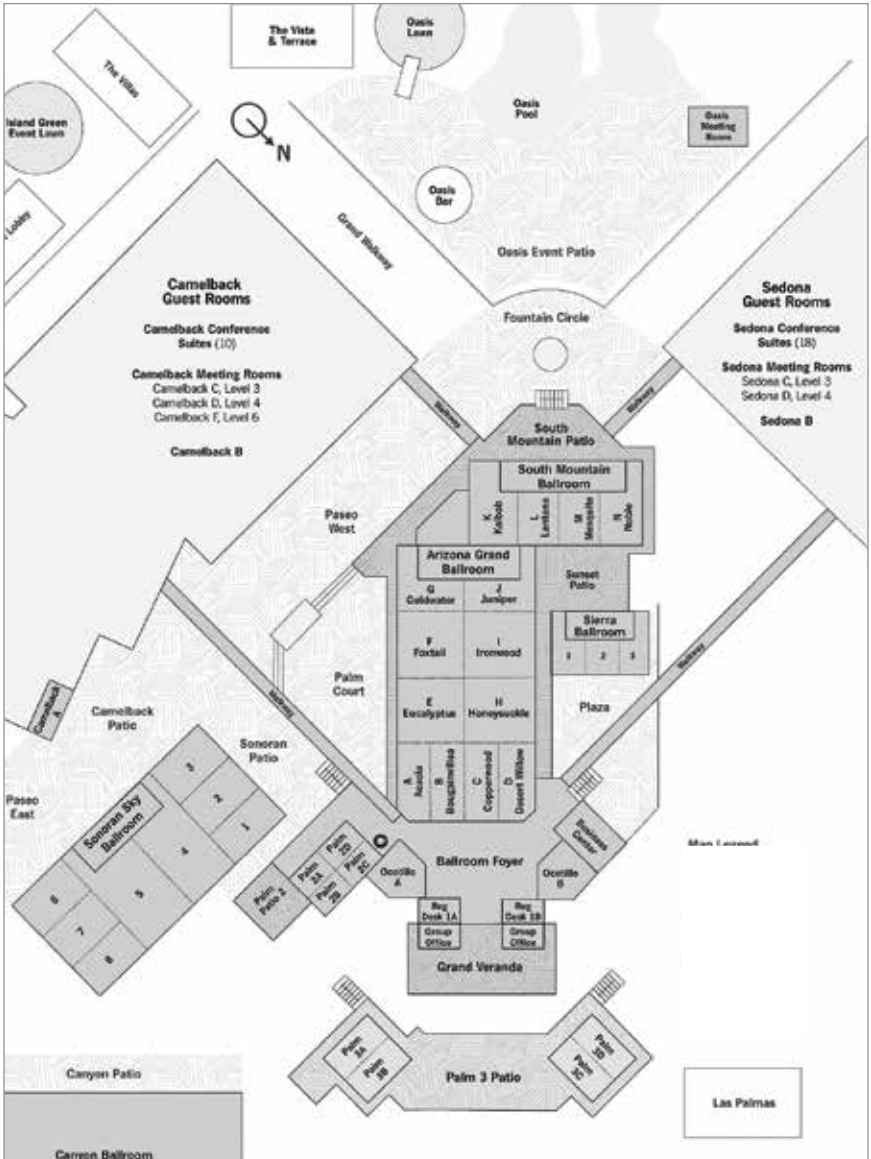 The Vista
& Terrace
Oasis
Lawn
The Villas
Island Green
Event Lawn
N
Oasis
Pool
Oasis
Meeting
Room
Lobby
Oasis
Bar
Grand Walkway
Oasis Event Patio
Camelback
Guest Rooms
Camelback Conference
Suites (10)
Camelback Meeting Rooms
Camelback C, Level 3
Camelback D, Level 4
Camelback F, Level 6
Camelback B
Sedona
Guest Rooms
Sedona Conference
Suites (18)
Sedona Meeting Rooms
Sedona C, Level 3
Sedona D, Level 4
Sedona B
Fountain Circle
Walkway
Walkway
South
Mountain Patio
South Mountain
Ballroom
K
Kaibab
L
Lantana
M
Mesquite
N
Noble
Paseo
West
Arizona Grand
Ballroom
G
Goldwater
J
Juniper
Sunset
Patio
Sierra
Ballroom
1
2
3
F
Foxtail
I
Ironwood
Walkway
Palm
Court
E
Eucalyptus
H
Honeysuckle
Plaza
Walkway
Camelback
A
Camelback
Patio
Sonoran
Patio
A
Acacia
B
Bougainvillea
C
Copperwood
D
Desert Willow
Paseo
East
Sonoran Sky
Ballroom
3
2
1
4
5
6
7
8
Palm
Patio 2
Palm
2A
Palm
2B
Palm
2C
Palm
2D
Ocotillo
A
Ballroom Foyer
Ocotillo
B
Business
Center
Map Legend
Reg
Desk 1A
Group
Office
Reg
Desk 1B
Group
Office
Grand Veranda
Palm
3A
Palm
3B
Palm 3 Patio
Palm
3C
Palm
3D
Canyon Patio
Las Palmas
Canyon Ballroom